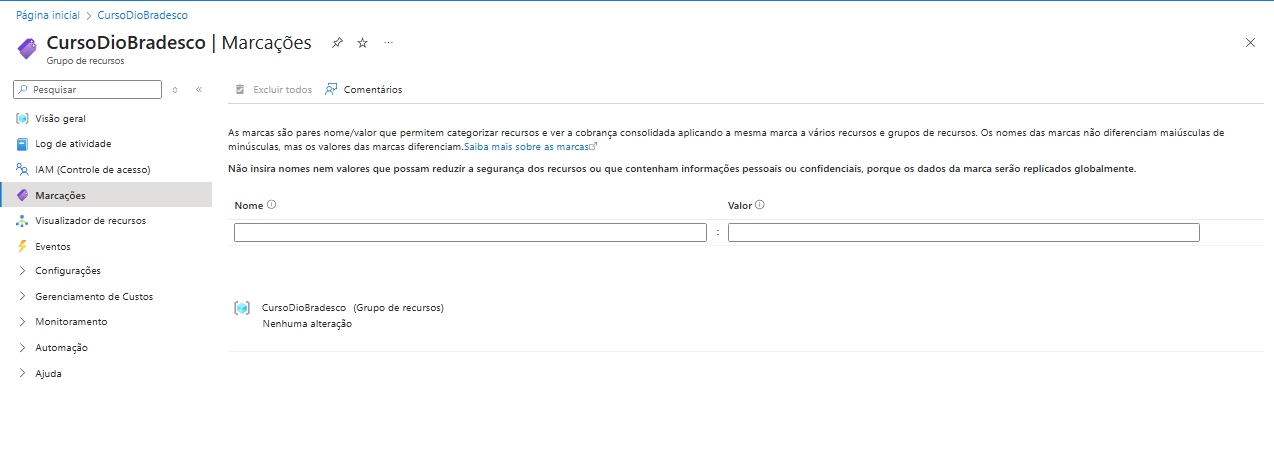 Página inicial > CursoDioBradesco
CursoDioBradesco | Marcações
Grupo de recursos
Pesquisar
Excluir todos
Comentários
Visão geral
Log de atividade
IAM (Controle de acesso)
Marcações
Visualizador de recursos
Eventos
Configurações
Gerenciamento de Custos
Monitoramento
Automação
Ajuda
As marcas são pares nome/valor que permitem categorizar recursos e ver a cobrança consolidada aplicando a mesma marca a vários recursos e grupos de recursos. Os nomes das marcas não diferenciam maiúsculas de
minúsculas, mas os valores das marcas diferenciam.Saiba mais sobre as marcas
Não insira nomes nem valores que possam reduzir a segurança dos recursos ou que contenham informações pessoais ou confidenciais, porque os dados da marca serão replicados globalmente.
Nome
Valor
:
CursoDioBradesco (Grupo de recursos)
Nenhuma alteração